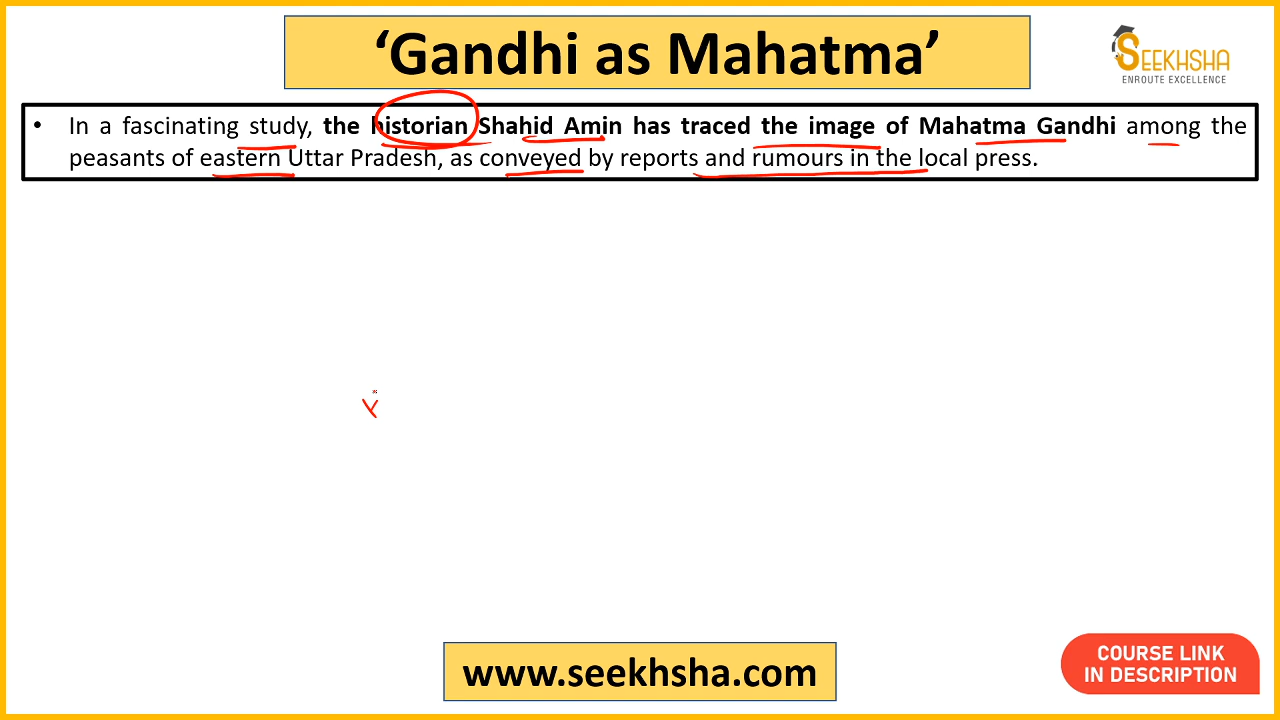 ‘Gandhi as Mahatma’
SEEKHSHA
ENROUTE EXCELLENCE
• In a fascinating study, the historian Shahid Amin has traced the image of Mahatma Gandhi among the
peasants of eastern Uttar Pradesh, as conveyed by reports and rumours in the local press.
www.seekhsha.com
COURSE LINK
IN DESCRIPTION